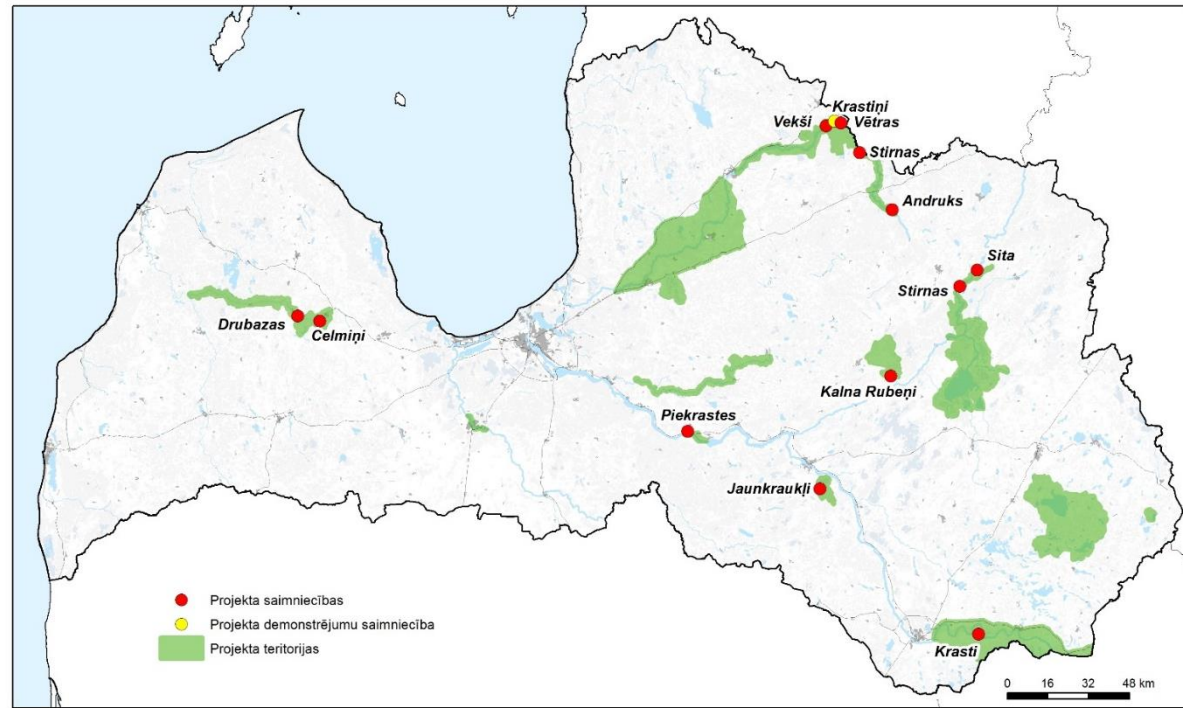 Krastiņi
Vekši
Vētras
Stirnas
Andruks
Sita
Stirnas
Drubazas
Celmiņi
Kalna Rubeņi
Piekrastes
Jaunkraukļi
Projekta saimniecības
Projekta demonstrējumu saimniecība
Projekta teritorijas
Krasti
0 16 32 48 km